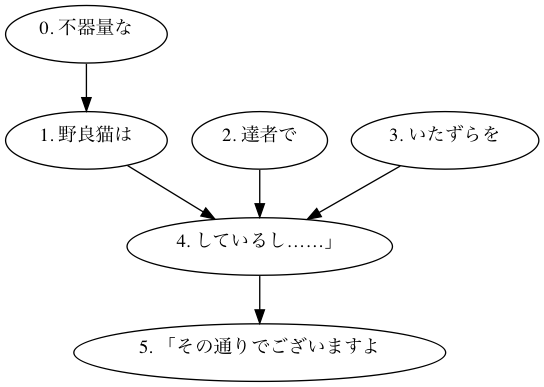 0. 不器量な
1. 野良猫は
2. 達者で
3. いたずらを
4. しているし……」
5. 「その通りでございますよ